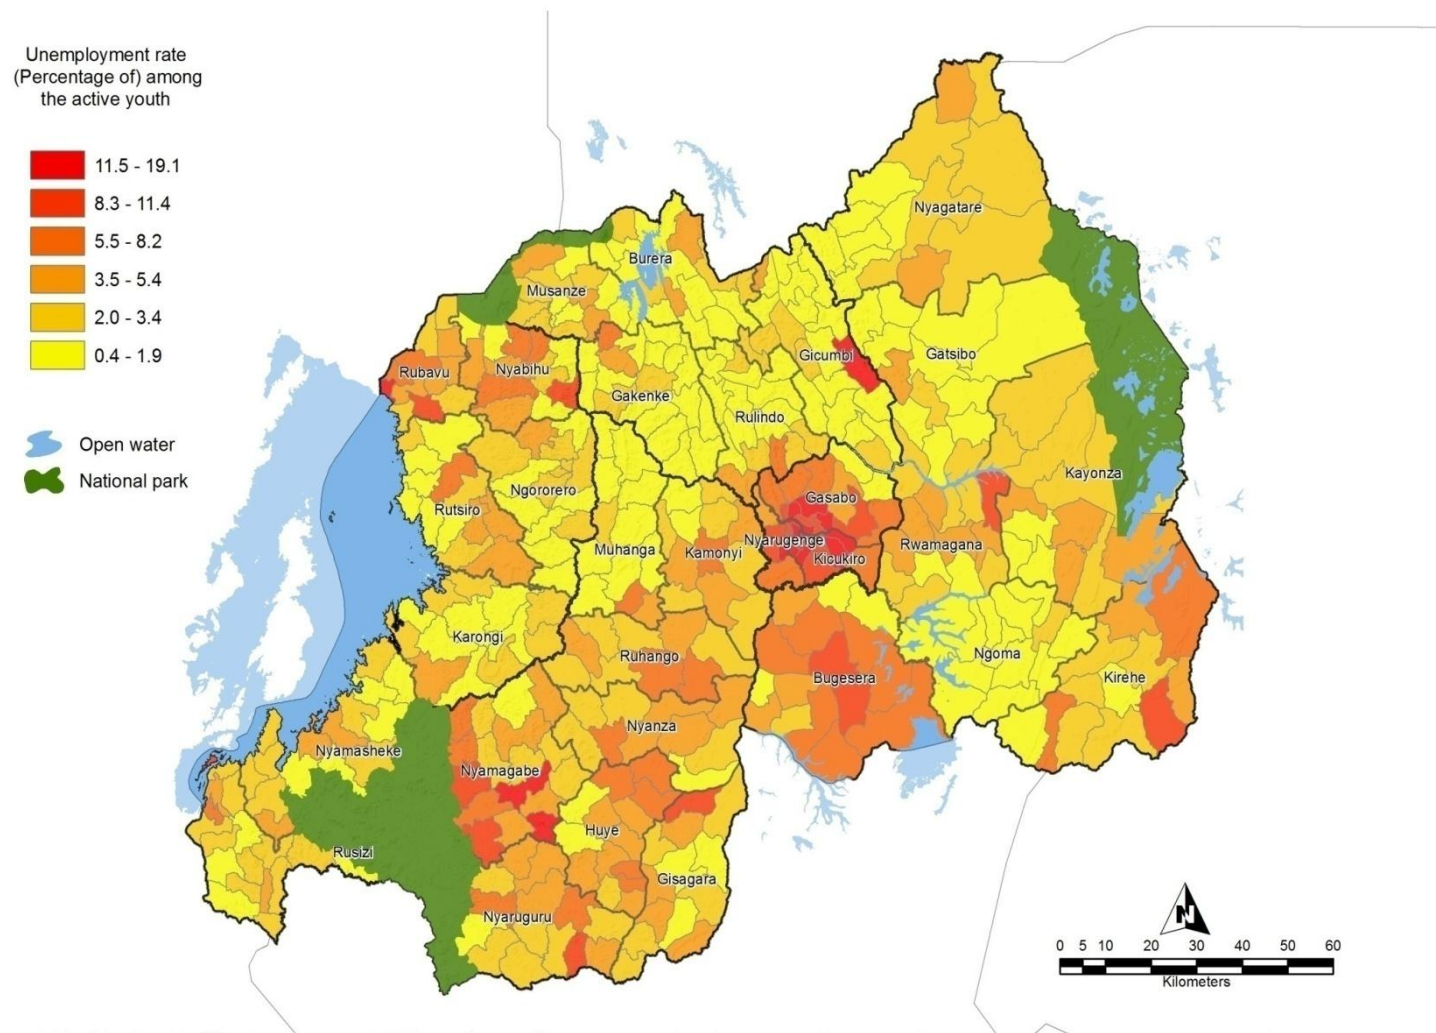 Unemployment rate
(Percentage of) among
the active youth
11.5 - 19.1
8.3 - 11.4
5.5 - 8.2
3.5 - 5.4
2.0 - 3.4
0.4 - 1.9
Open water
National park
Nyagatare
Burera
Musanze
Gicumbi
Gatsibo
Rubavu
Nyabihu
Gakenke
Rulindo
Kayonza
Ngororero
Gasabo
Rutsiro
Nyarugenge
Rwamagana
Muhanga
Kamonyi
Kicukiro
Karongi
Ruhango
Ngoma
Bugesera
Kirehe
Nyanza
Nyamasheke
Nyamagabe
Huye
Rusizi
Gisagara
Nyaruguru
N
0 5 10 20 30 40 50 60
Kilometers